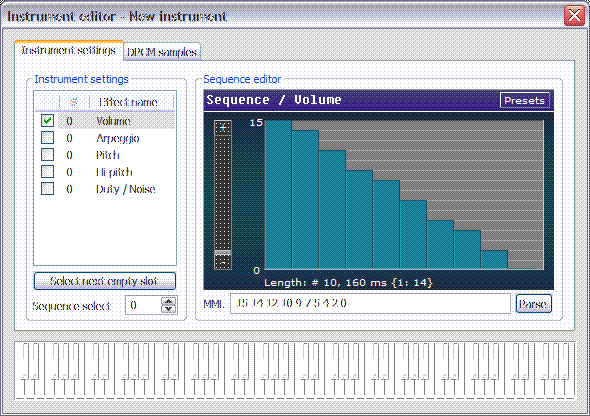 Instrument editor - New instrument
Instrument settings
DPCM samples
Instrument settings
# Effect name
0 Volume
0 Arpeggio
0 Pitch
0 Hi-pitch
0 Duty / Noise
Select next empty slot
Sequence select: 0
Sequence editor
Sequence / Volume
Presets
+
15
-
0
Length: # 10, 160 ms {1: 14}
MML: 15 14 12 10 9 7 5 4 2 0
Parse